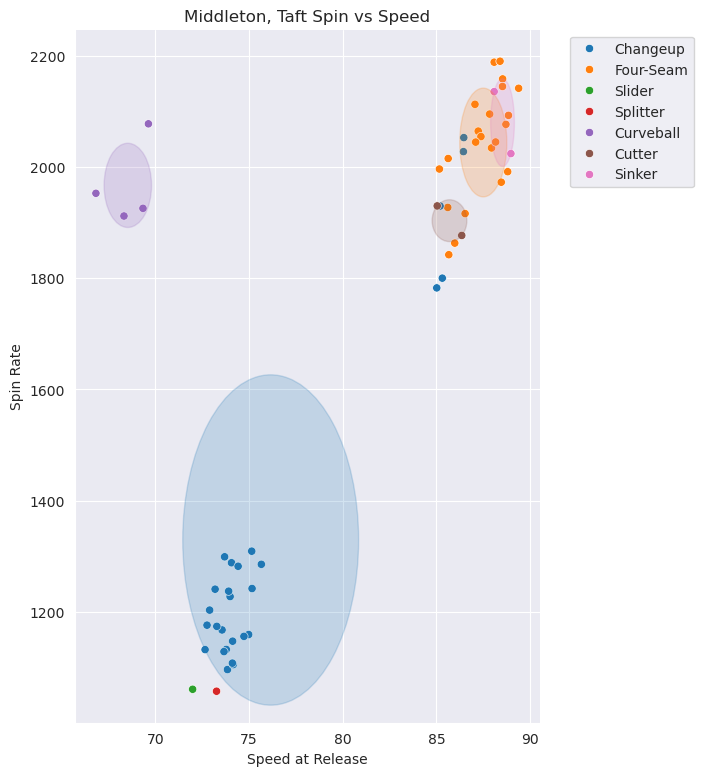 Middleton, Taft Spin vs Speed
Changeup
Four-Seam
Slider
Splitter
Curveball
Cutter
Sinker
2200
2000
1800
1600
1400
1200
Spin Rate
70 75 80 85 90
Speed at Release